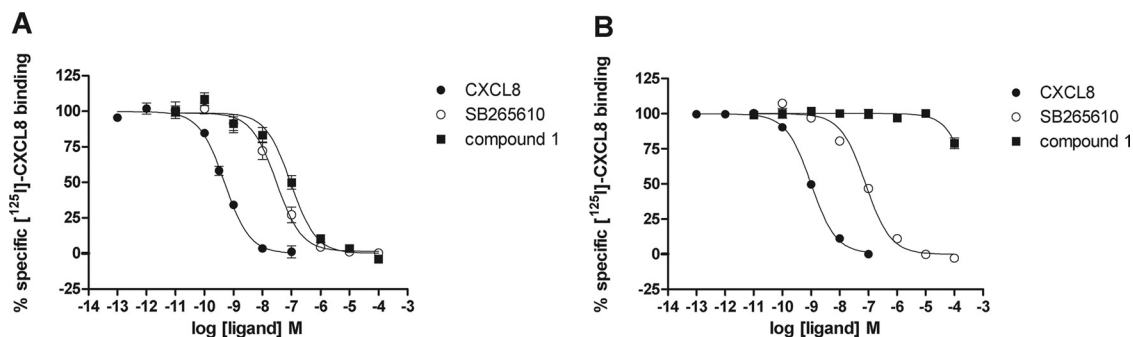 A
% specific [125I]-CXCL8 binding
125
100
75
50
25
0
-25
-14 -13 -12 -11 -10 -9 -8 -7 -6 -5 -4 -3
log [ligand] M
CXCL8
SB265610
compound 1
B
% specific [125I]-CXCL8 binding
125
100
75
50
25
0
-25
-14 -13 -12 -11 -10 -9 -8 -7 -6 -5 -4 -3
log [ligand] M
CXCL8
SB265610
compound 1